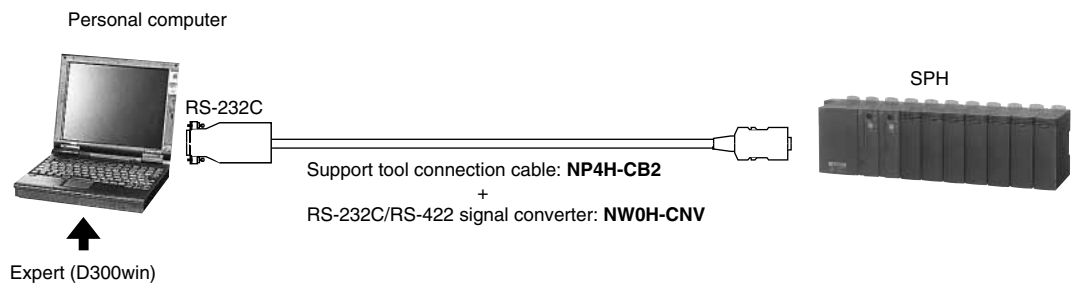 Personal computer
SPH
RS-232C
Support tool connection cable: NP4H-CB2
+
RS-232C/RS-422 signal converter: NW0H-CNV
Expert (D300win)